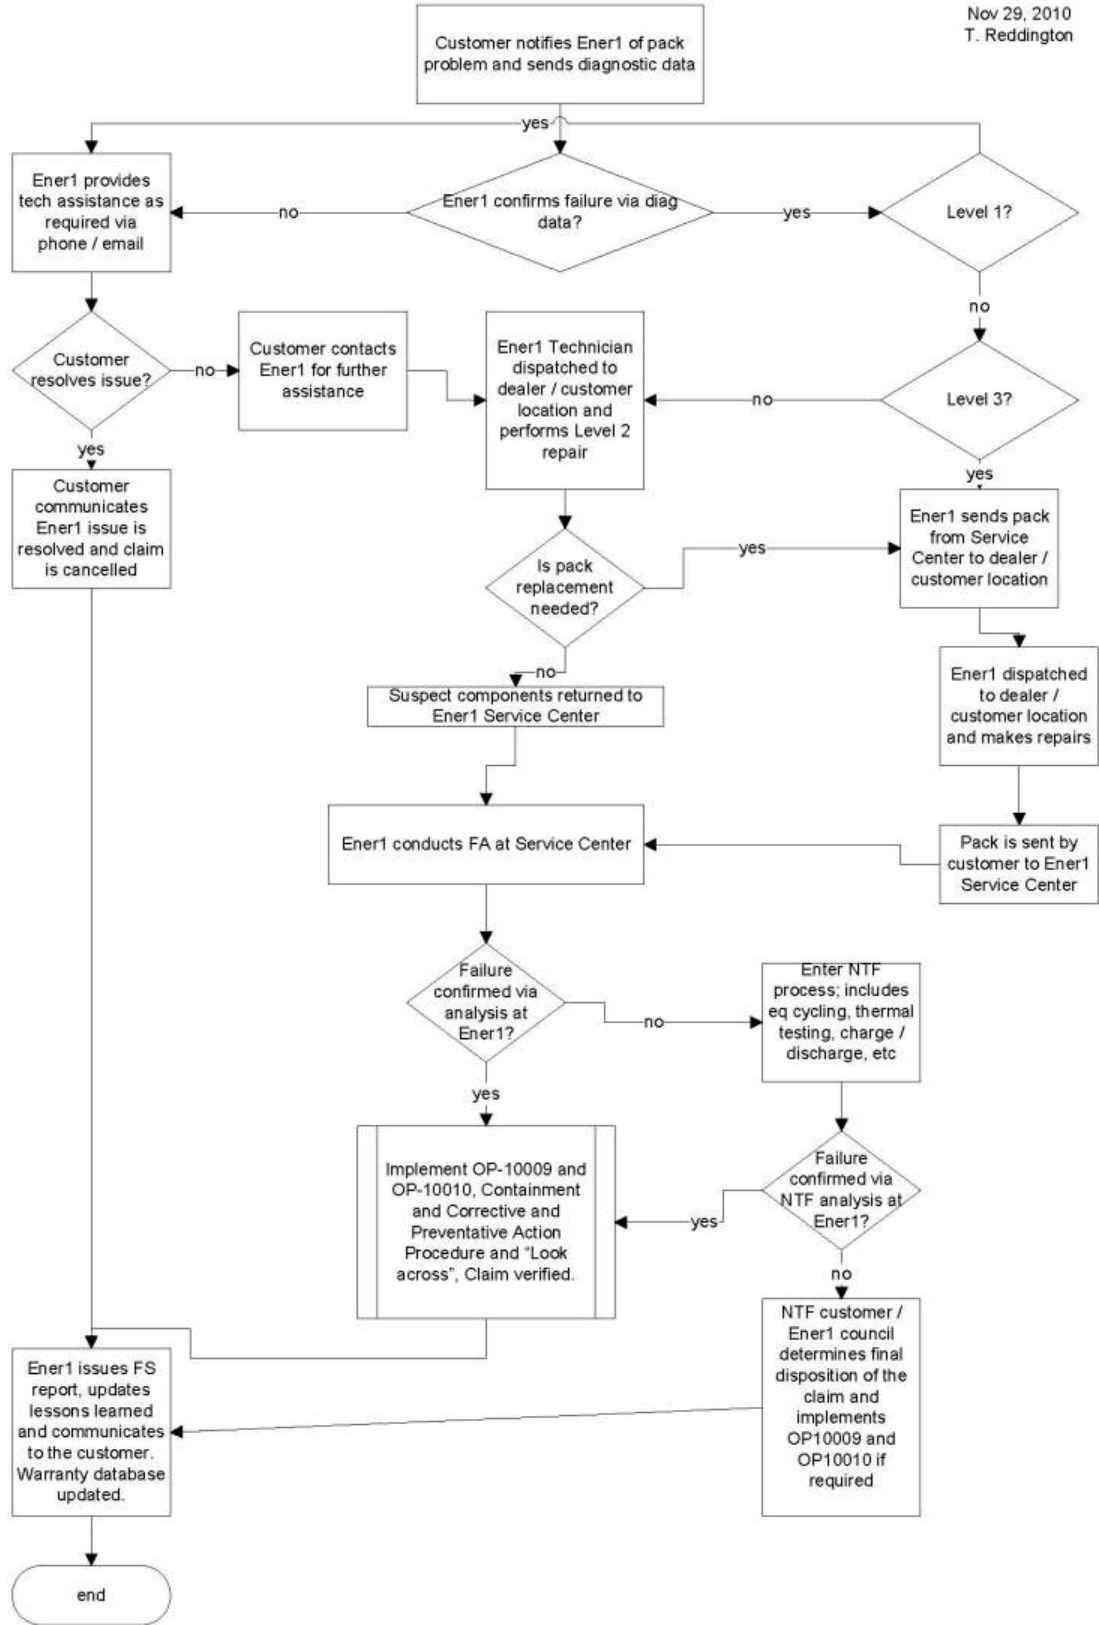 Nov 29, 2010
T. Reddington
Customer notifies Ener1 of pack
problem and sends diagnostic data
yes
Ener1 provides
tech assistance as
required via
phone / email
no
Ener1 confirms failure via diag
data?
yes
Level 1?
no
Customer
resolves issue?
no
Customer contacts
Ener1 for further
assistance
Ener1 Technician
dispatched to
dealer / customer
location and
performs Level 2
repair
no
Level 3?
yes
yes
Customer
communicates
Ener1 issue is
resolved and claim
is cancelled
Is pack
replacement
needed?
yes
Ener1 sends pack
from Service
Center to dealer /
customer location
no
Suspect components returned to
Ener1 Service Center
Ener1 dispatched
to dealer /
customer location
and makes repairs
Ener1 conducts FA at Service Center
Pack is sent by
customer to Ener1
Service Center
Failure
confirmed via
analysis at
Ener1?
no
Enter NTF
process; includes
eq cycling, thermal
testing, charge /
discharge, etc
yes
Implement OP-10009 and
OP-10010, Containment
and Corrective and
Preventative Action
Procedure and “Look
across”, Claim verified.
yes
Failure
confirmed via
NTF analysis at
Ener1?
no
Ener1 issues FS
report, updates
lessons learned
and communicates
to the customer.
Warranty database
updated.
NTF customer /
Ener1 council
determines final
disposition of the
claim and
implements
OP10009 and
OP10010 if
required
end